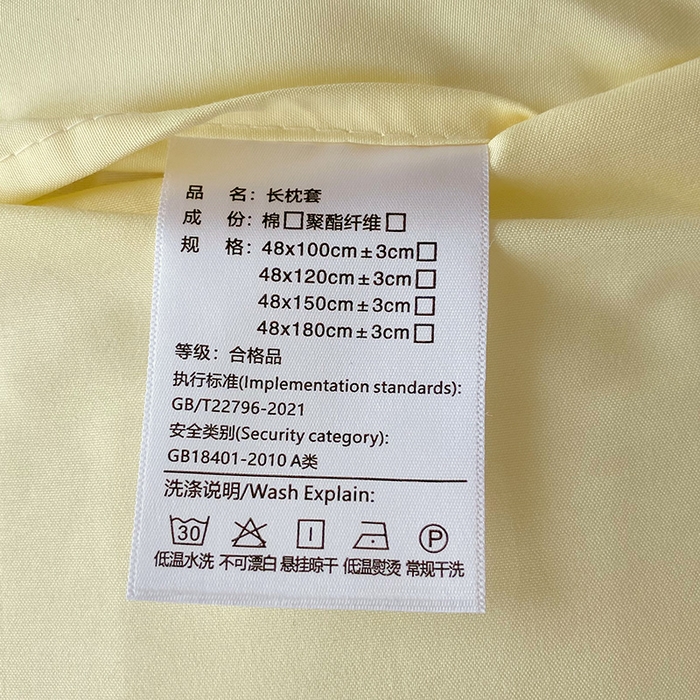 品 名：长枕套
成 份：棉□聚酯纤维□
规 格：48x100cm±3cm□
48x120cm±3cm□
48x150cm±3cm□
48x180cm±3cm□
等级：合格品
执行标准(Implementation standards):
GB/T22796-2021
安全类别(Security category):
GB18401-2010 A类
洗涤说明/Wash Explain:
30 P
低温水洗 不可漂白 悬挂晾干 低温熨烫 常规干洗